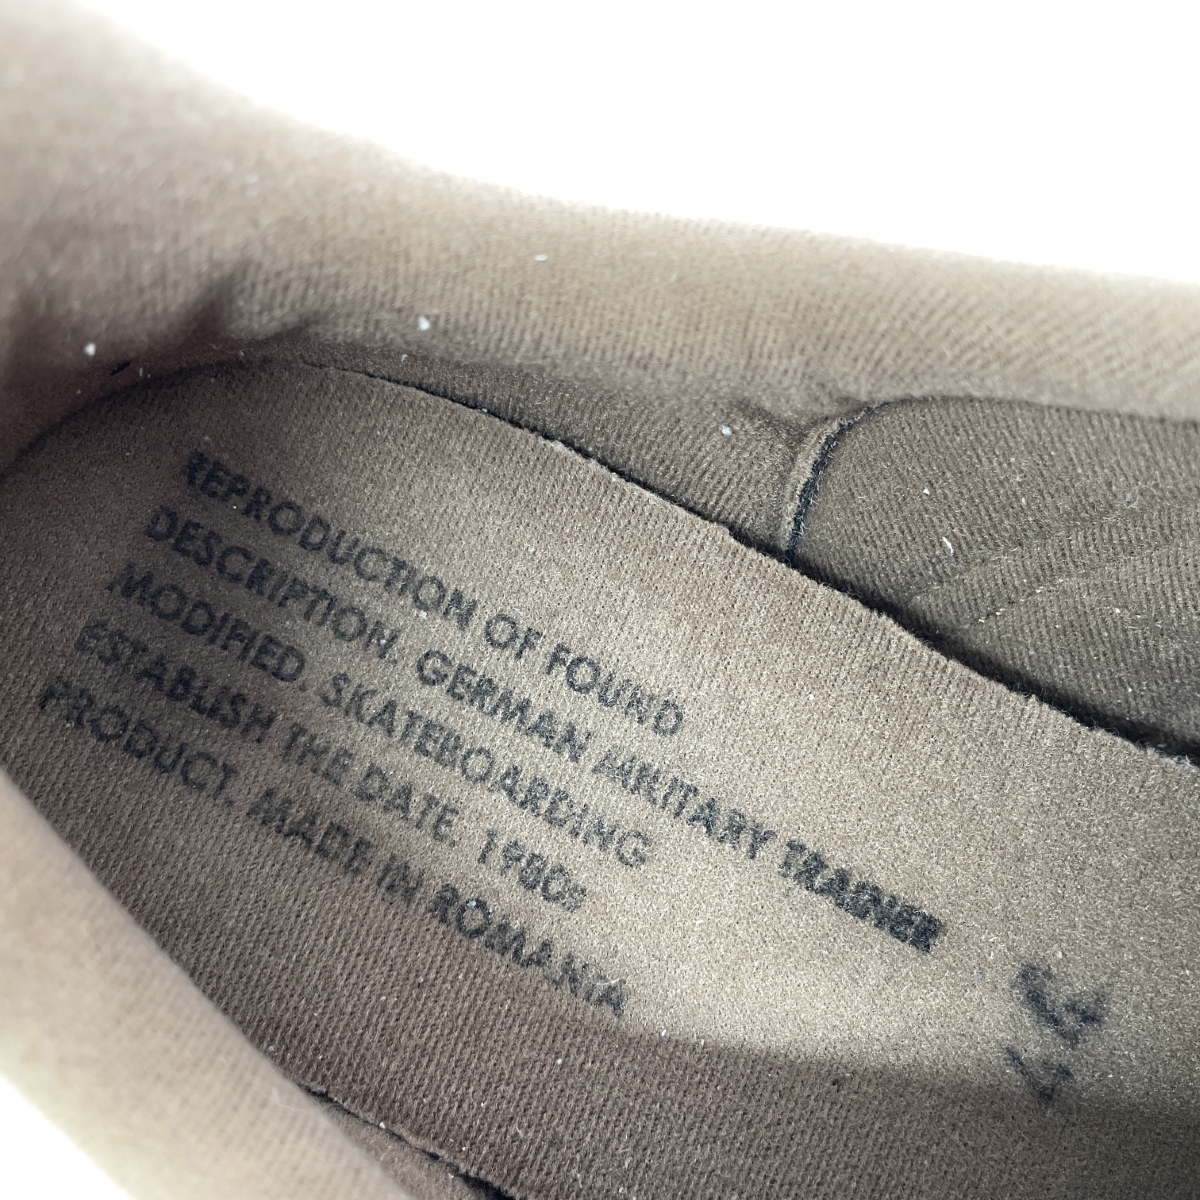 REPRODUCTION OF FOUND
DESCRIPTION. GERMAN MILITARY TRAINER
MODIFIED. SKATEBOARDING
ESTABLISH THE DATE. 1980s
PRODUCT. MADE IN ROMANIA